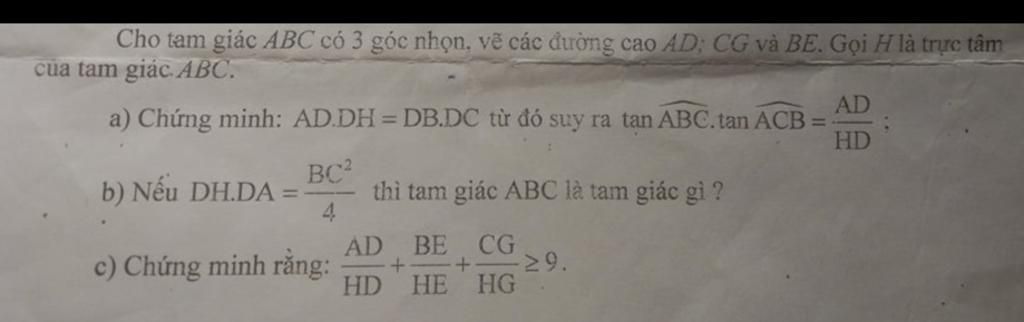 Cho tam giác ABC có 3 góc nhọn, vẽ các đường cao AD; CG và BE. Gọi H là trực tâm
của tam giác ABC.
a) Chứng minh: AD.DH = DB.DC từ đó suy ra tan ABC.tan ACB = AD/HD ;
b) Nếu DH.DA = BC²/4 thì tam giác ABC là tam giác gì ?
c) Chứng minh rằng: AD/HD + BE/HE + CG/HG ≥ 9.